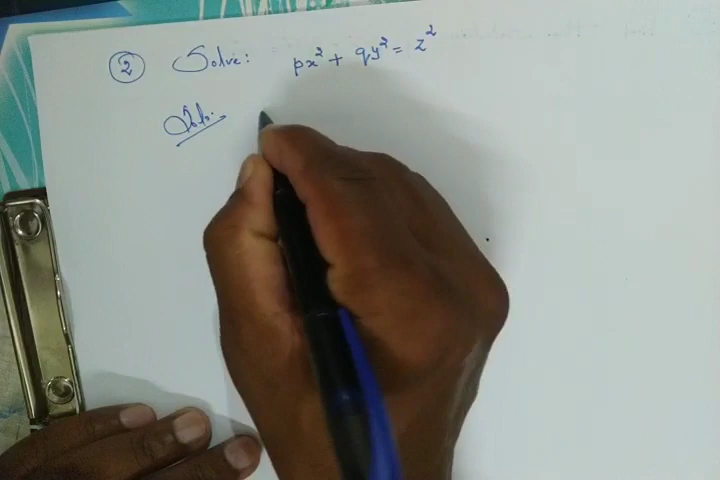 ② Solve: px² + qy² = z²
Soln: